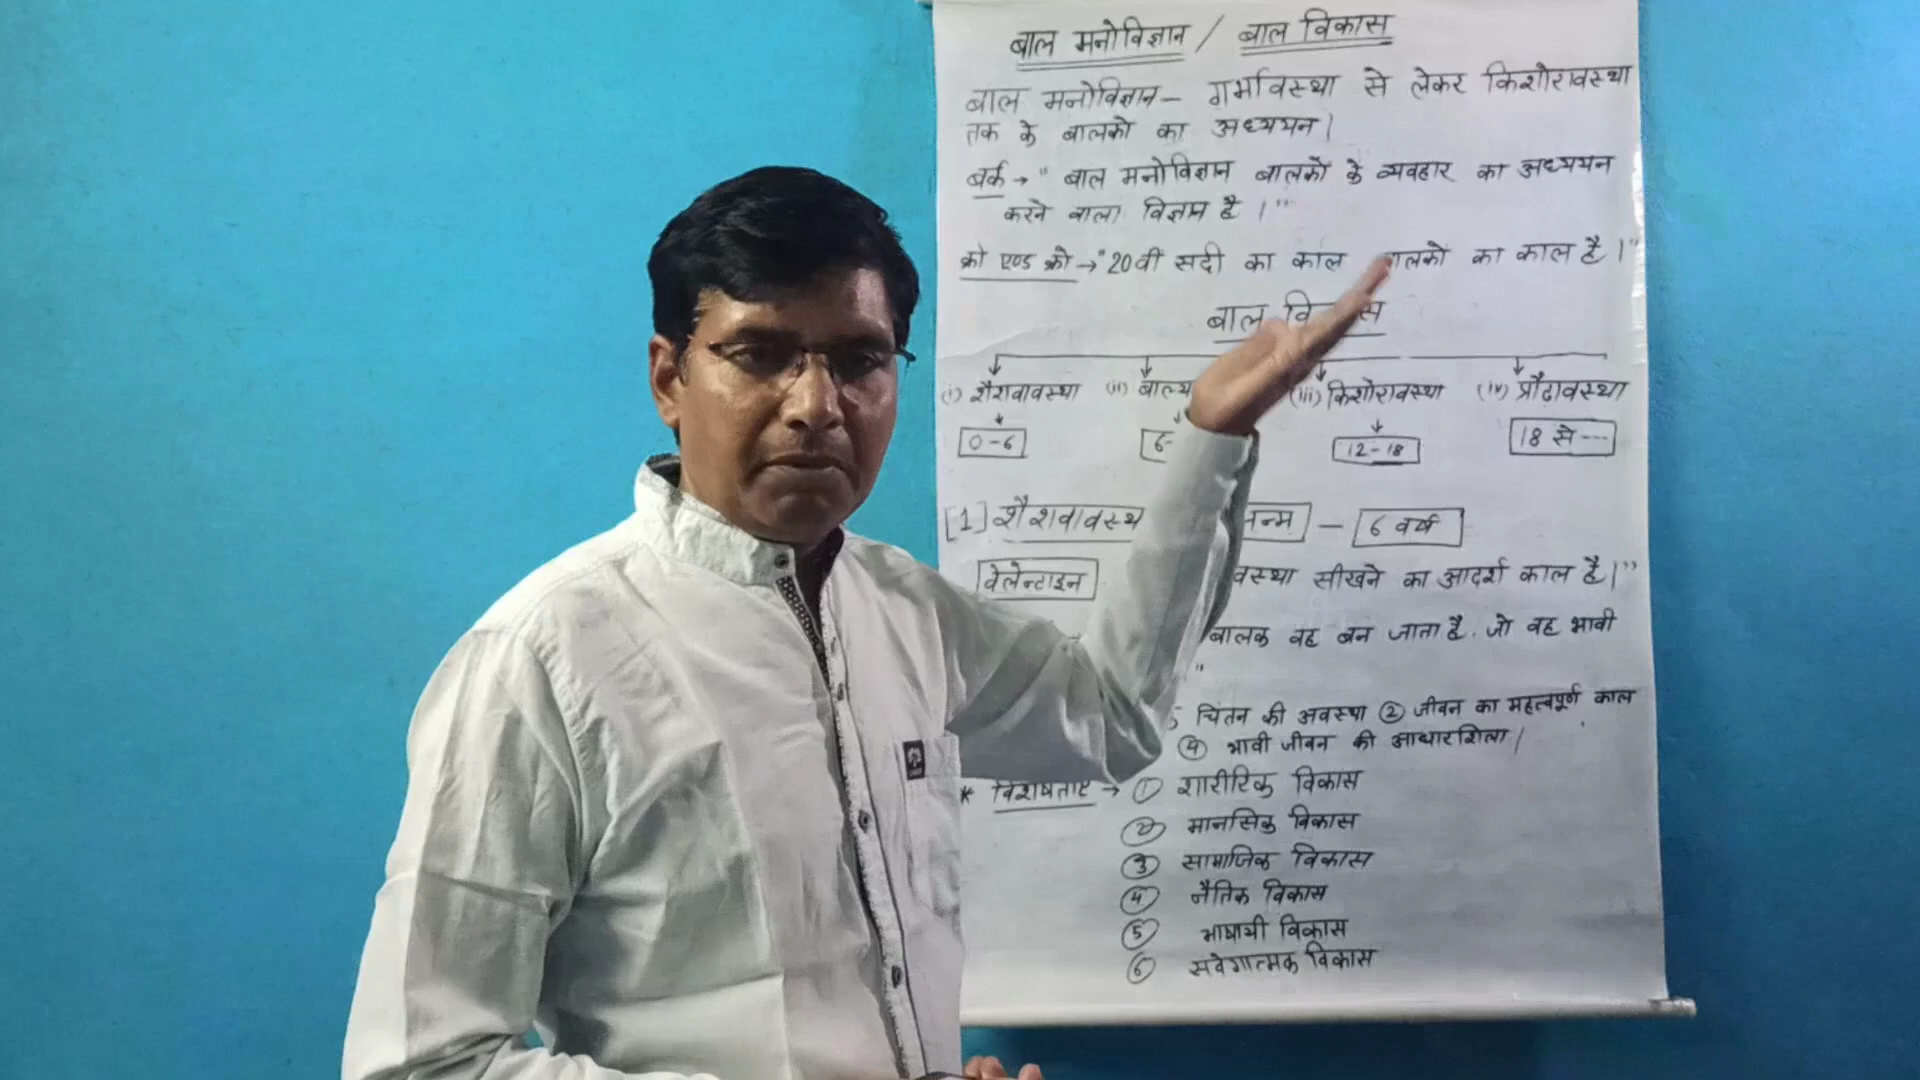 बाल मनोविज्ञान / बाल विकास
बाल मनोविज्ञान – गर्भावस्था से लेकर किशोरावस्था
तक के बालको का अध्ययन।
बर्क → " बाल मनोविज्ञान बालकों के व्यवहार का अध्ययन
करने वाला विज्ञान है ।"
क्रो एण्ड क्रो → "20वी सदी का काल बालको का काल है ।"
बाल वि
(i) शैशवावस्था (ii) बाल्य (iii) किशोरावस्था (iv) प्रौढावस्था
0-6 6- 12-18 18 से ---
[1] शैशवावस्थ जन्म – 6 वर्ष
वेलेन्टाइन वस्था सीखने का आदर्श काल है।"
बालक वह बन जाता है, जो वह भावी
"
चिंतन की अवस्था ② जीवन का महत्वपूर्ण काल
④ भावी जीवन की आधारशिला।
* विशेषताए → ① शारीरिक विकास
② मानसिक विकास
③ सामाजिक विकास
④ नैतिक विकास
⑤ भाषायी विकास
⑥ संवेगात्मक विकास